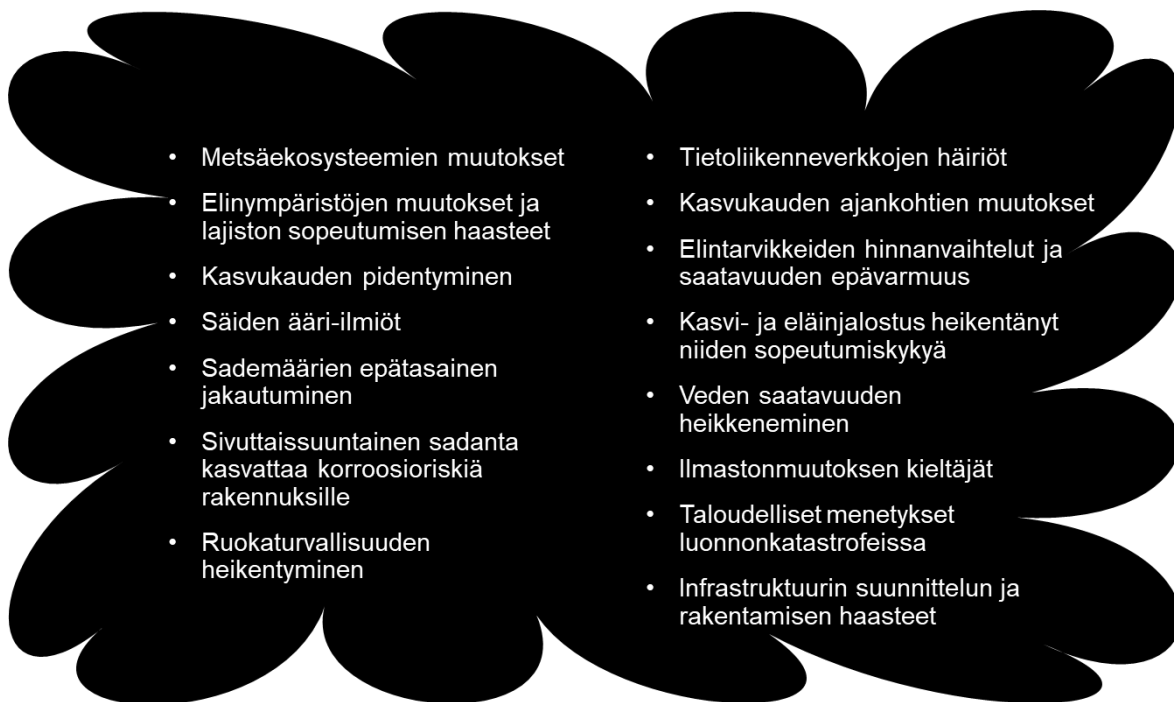 • Metsäekosysteemien muutokset
• Elinympäristöjen muutokset ja
lajiston sopeutumisen haasteet
• Kasvukauden pidentyminen
• Säiden ääri-ilmiöt
• Sademäärien epätasainen
jakautuminen
• Sivuttaissuuntainen sadanta
kasvattaa korroosioriskiä
rakennuksille
• Ruokaturvallisuuden
heikentyminen
• Tietoliikenneverkkojen häiriöt
• Kasvukauden ajankohtien muutokset
• Elintarvikkeiden hinnanvaihtelut ja
saatavuuden epävarmuus
• Kasvi- ja eläinjalostus heikentänyt
niiden sopeutumiskykyä
• Veden saatavuuden
heikkeneminen
• Ilmastonmuutoksen kieltäjät
• Taloudelliset menetykset
luonnonkatastrofeissa
• Infrastruktuurin suunnittelun ja
rakentamisen haasteet